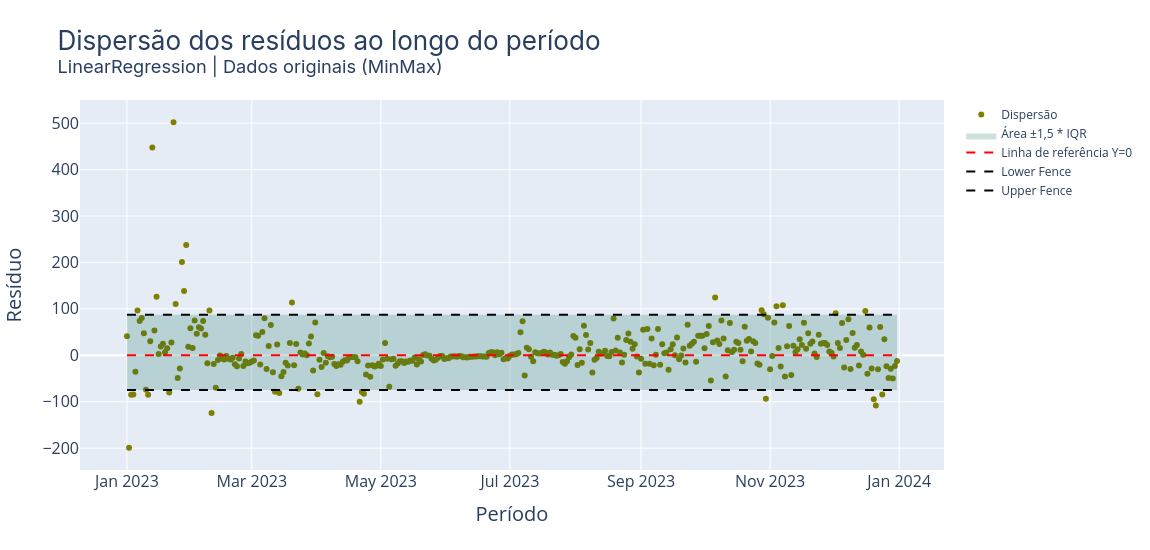 Dispersão dos resíduos ao longo do período
LinearRegression | Dados originais (MinMax)
Resíduo
500
400
300
200
100
0
−100
−200
Jan 2023
Mar 2023
May 2023
Jul 2023
Sep 2023
Nov 2023
Jan 2024
Período
Dispersão
Área ±1,5 * IQR
Linha de referência Y=0
Lower Fence
Upper Fence